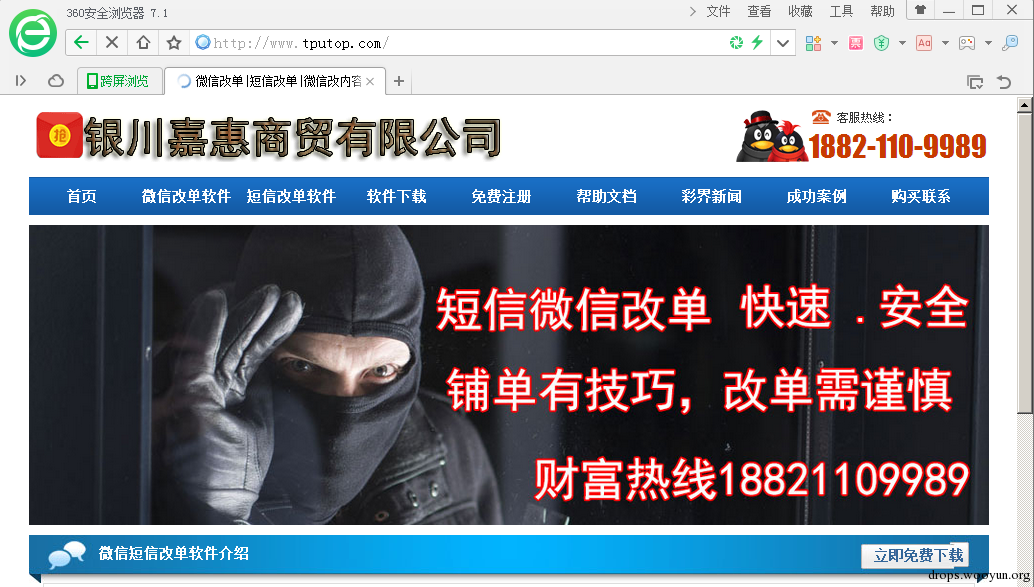 360安全浏览器 7.1
文件 查看 收藏 工具 帮助
http://www.tputop.com/
跨屏浏览
微信改单|短信改单|微信改内容
抢
银川嘉惠商贸有限公司
客服热线：
1882-110-9989
首页 微信改单软件 短信改单软件 软件下载 免费注册 帮助文档 彩界新闻 成功案例 购买联系
短信微信改单 快速 . 安全
铺单有技巧，改单需谨慎
财富热线18821109989
微信短信改单软件介绍
立即免费下载
drops.wooyun.org